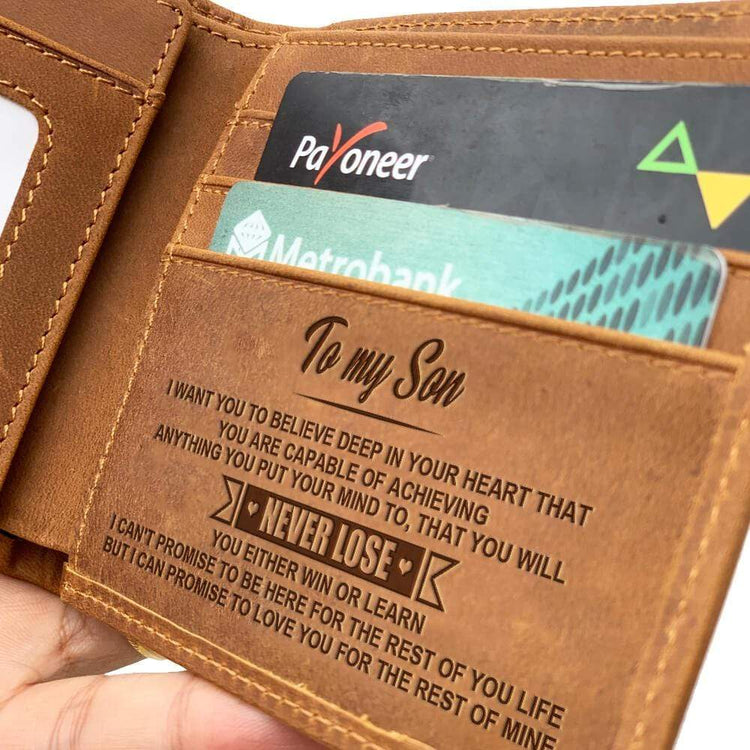 Payoneer
Metrobank
To my Son
I WANT YOU TO BELIEVE DEEP IN YOUR HEART THAT
YOU ARE CAPABLE OF ACHIEVING
ANYTHING YOU PUT YOUR MIND TO, THAT YOU WILL
NEVER LOSE
YOU EITHER WIN OR LEARN
I CAN'T PROMISE TO BE HERE FOR THE REST OF YOU LIFE
BUT I CAN PROMISE TO LOVE YOU FOR THE REST OF MINE